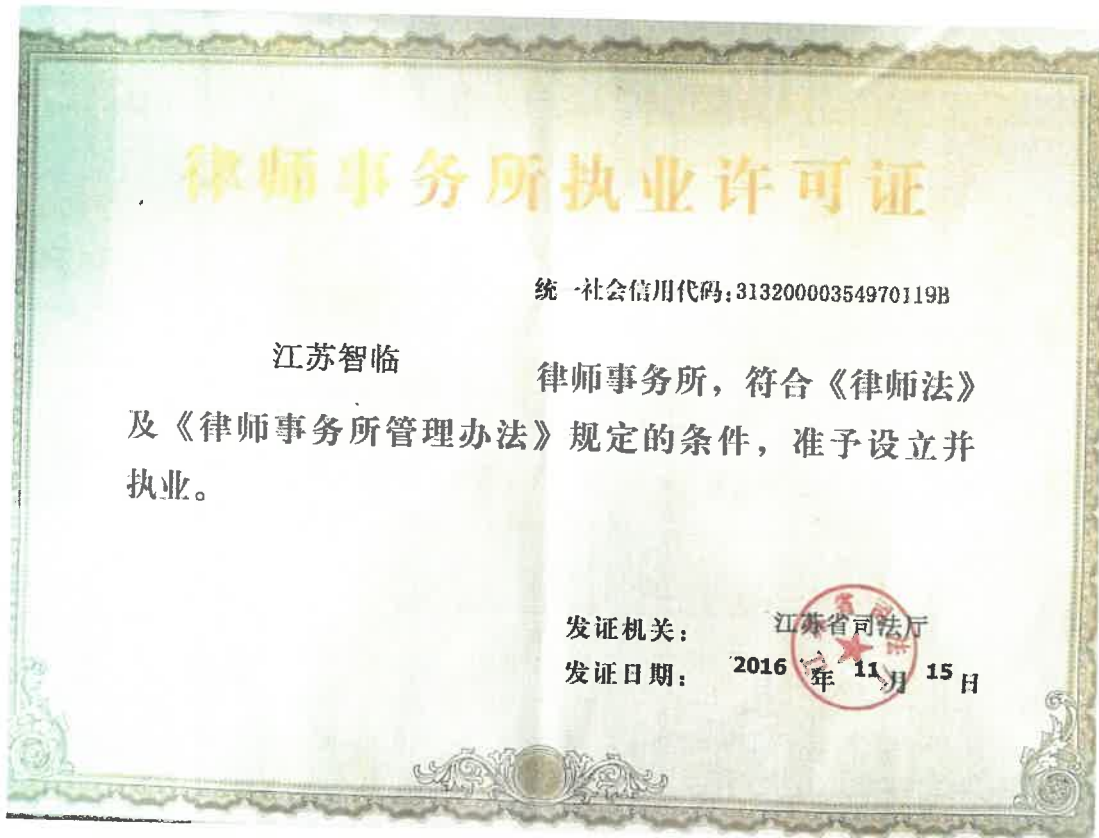 律师事务所执业许可证
统一社会信用代码:31320000354970119B
江苏智临 律师事务所，符合《律师法》
及《律师事务所管理办法》规定的条件，准予设立并
执业。
发证机关： 江苏省司法厅
发证日期： 2016 年 11 月 15 日